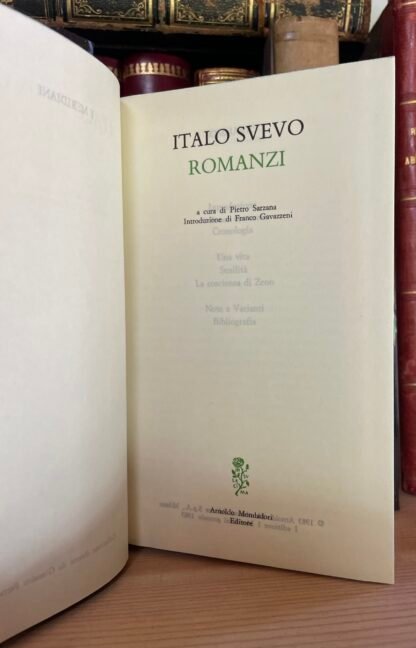 I MERIDIANI
ITALO SVEVO
ROMANZI
a cura di Pietro Sarzana
Introduzione di Franco Gavazzeni
Cronologia
Una vita
Senilità
La coscienza di Zeno
Note e Varianti
Bibliografia
Arnoldo Mondadori
Editore